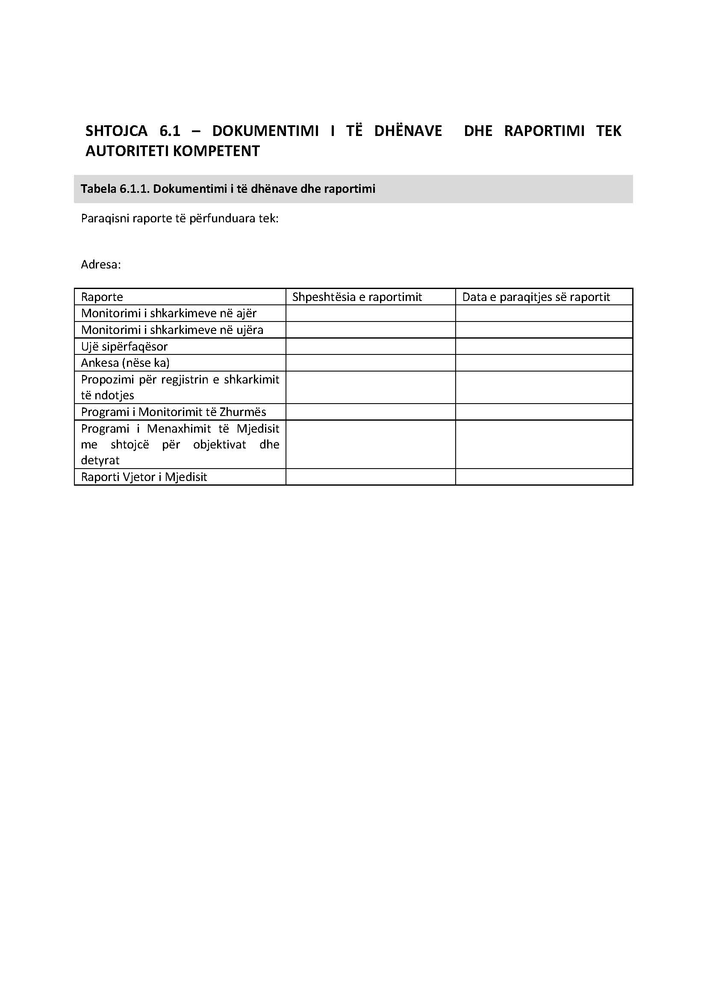 SHTOJCA 6.1 – DOKUMENTIMI I TË DHËNAVE DHE RAPORTIMI TEK
AUTORITETI KOMPETENT
Tabela 6.1.1. Dokumentimi i të dhënave dhe raportimi
Paraqisni raporte të përfunduara tek:
Adresa:
Raporte Shpeshtësia e raportimit Data e paraqitjes së raportit
Monitorimi i shkarkimeve në ajër
Monitorimi i shkarkimeve në ujëra
Ujë sipërfaqësor
Ankesa (nëse ka)
Propozimi për regjistrin e shkarkimit
të ndotjes
Programi i Monitorimit të Zhurmës
Programi i Menaxhimit të Mjedisit
me shtojcë për objektivat dhe
detyrat
Raporti Vjetor i Mjedisit